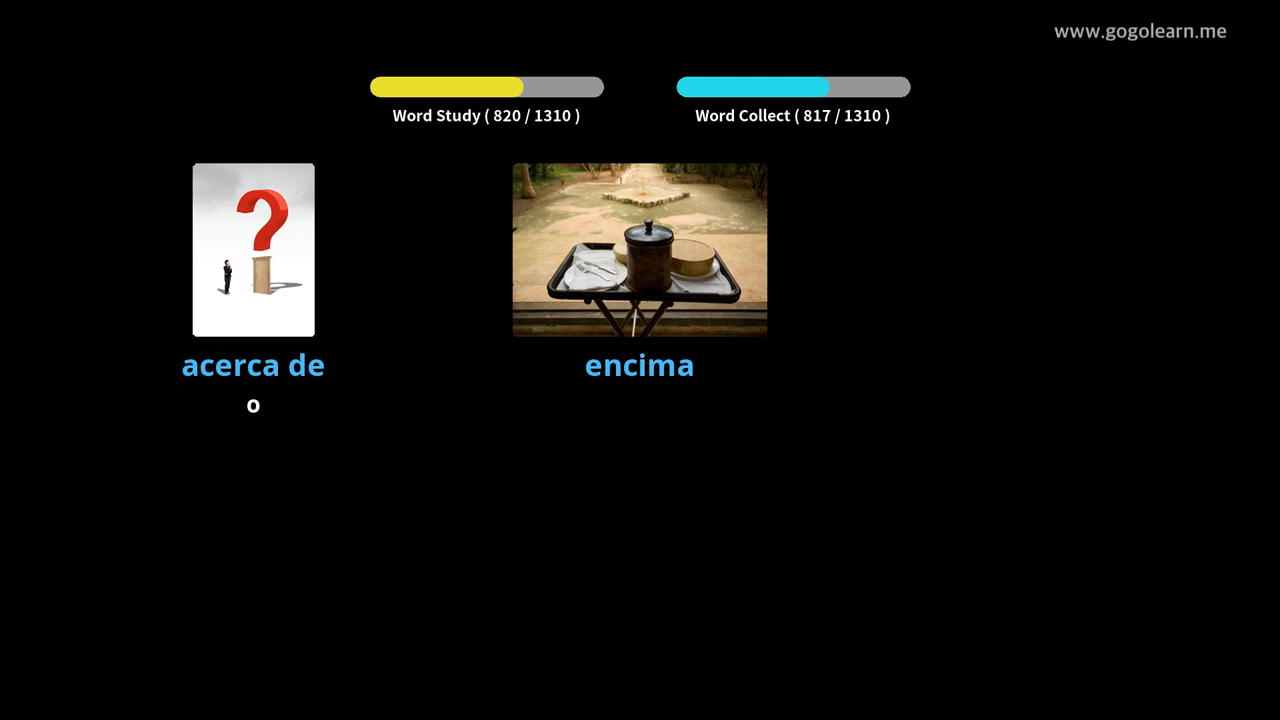 www.gogolearn.me
Word Study ( 820 / 1310 )
Word Collect ( 817 / 1310 )
acerca de
o
encima